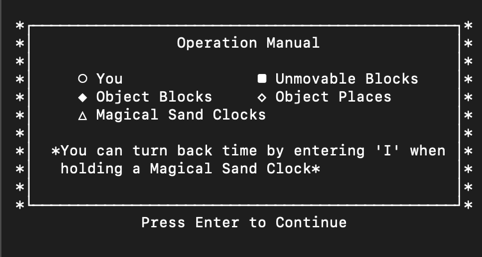 Operation Manual
○ You ■ Unmovable Blocks
◆ Object Blocks ◇ Object Places
△ Magical Sand Clocks
*You can turn back time by entering 'I' when
holding a Magical Sand Clock*
Press Enter to Continue